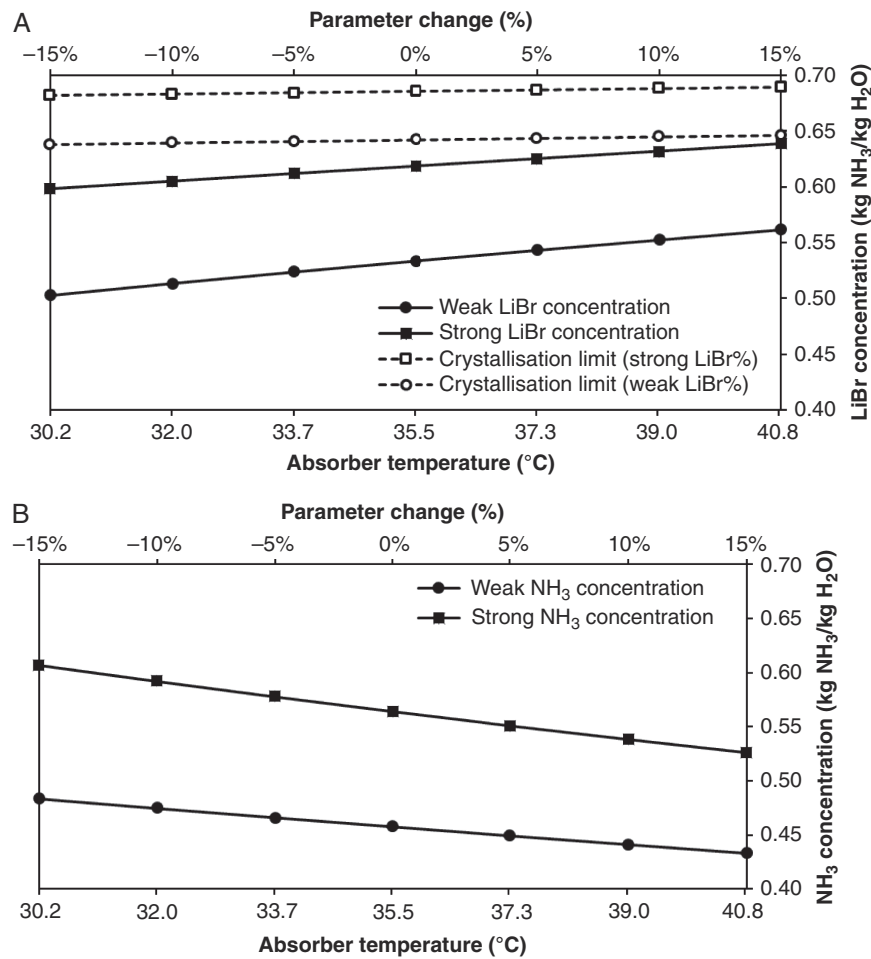 A
Parameter change (%)
–15% –10% –5% 0% 5% 10% 15%
0.70
0.65
0.60
0.55
0.50
0.45
0.40
LiBr concentration (kg NH₃/kg H₂O)
Weak LiBr concentration
Strong LiBr concentration
Crystallisation limit (strong LiBr%)
Crystallisation limit (weak LiBr%)
30.2 32.0 33.7 35.5 37.3 39.0 40.8
Absorber temperature (°C)
B
Parameter change (%)
–15% –10% –5% 0% 5% 10% 15%
0.70
0.65
0.60
0.55
0.50
0.45
0.40
NH₃ concentration (kg NH₃/kg H₂O)
Weak NH₃ concentration
Strong NH₃ concentration
30.2 32.0 33.7 35.5 37.3 39.0 40.8
Absorber temperature (°C)